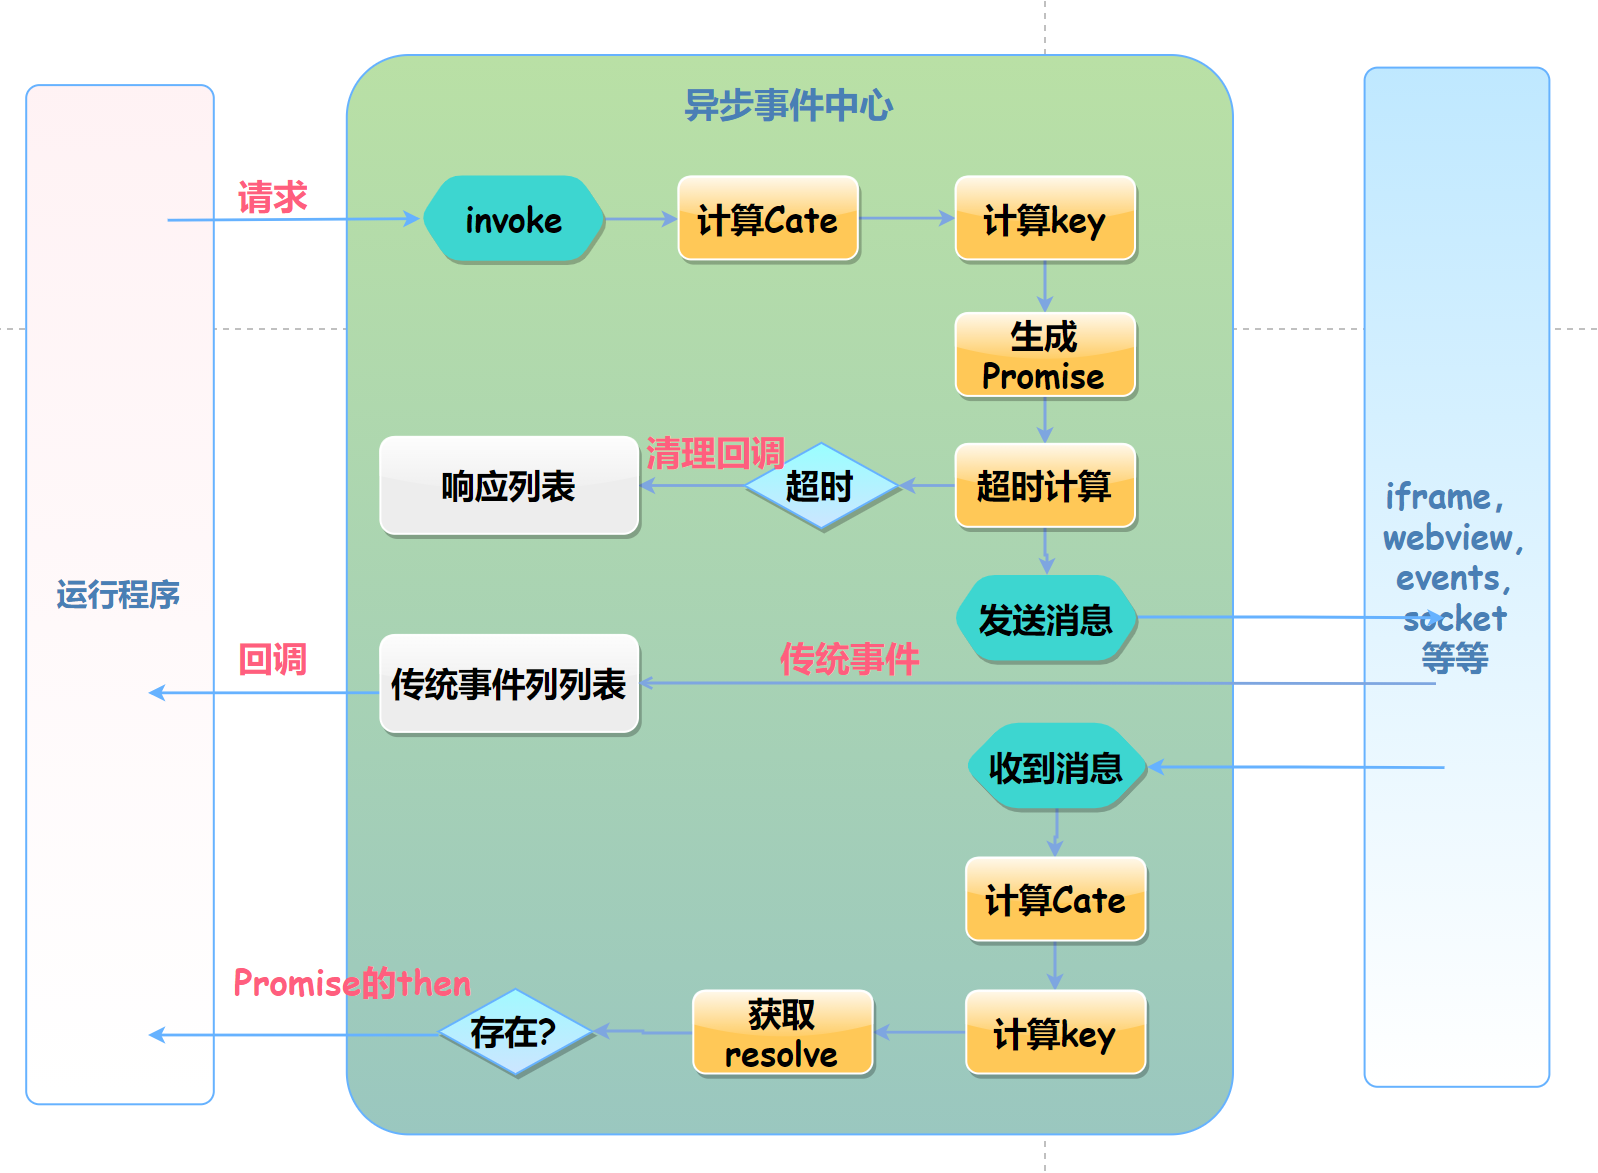 异步事件中心
请求
invoke
计算Cate
计算key
生成
Promise
清理回调
响应列表
超时
超时计算
iframe,
webview,
events,
socket
等等
运行程序
发送消息
回调
传统事件列列表
传统事件
收到消息
计算Cate
Promise的then
存在?
获取
resolve
计算key